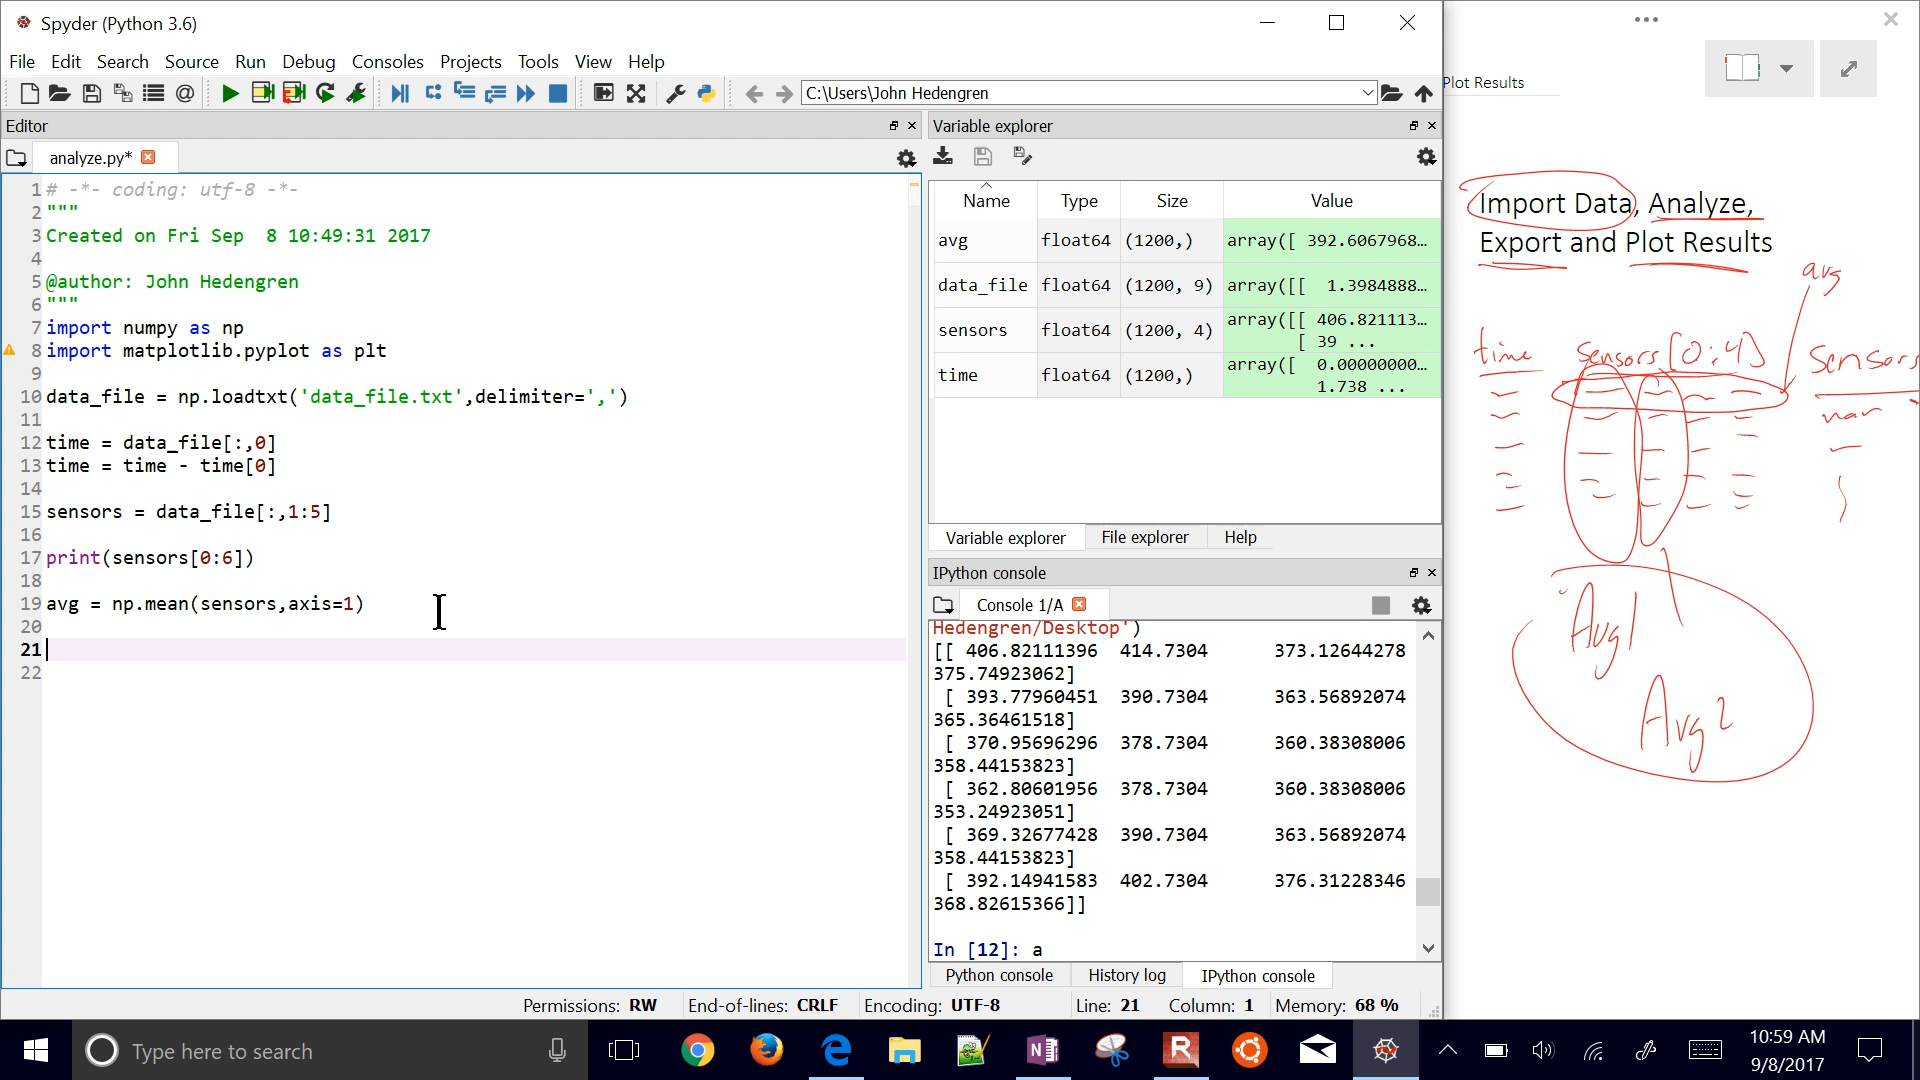 Spyder (Python 3.6)
File Edit Search Source Run Debug Consoles Projects Tools View Help
C:\Users\John Hedengren
Editor
analyze.py*
1 # -*- coding: utf-8 -*-
2 """
3 Created on Fri Sep  8 10:49:31 2017
4
5 @author: John Hedengren
6 """
7 import numpy as np
8 import matplotlib.pyplot as plt
9
10 data_file = np.loadtxt('data_file.txt',delimiter=',')
11
12 time = data_file[:,0]
13 time = time - time[0]
14
15 sensors = data_file[:,1:5]
16
17 print(sensors[0:6])
18
19 avg = np.mean(sensors,axis=1)
20
21
22
Variable explorer
Name Type Size Value
avg float64 (1200,) array([ 392.6067968...
data_file float64 (1200, 9) array([[ 1.3984888...
sensors float64 (1200, 4) array([[ 406.821113...
[ 39 ...
time float64 (1200,) array([ 0.00000000...
1.738 ...
Variable explorer File explorer Help
IPython console
Console 1/A
Hedengren/Desktop')
[[ 406.82111396 414.7304 373.12644278
375.74923062]
[ 393.77960451 390.7304 363.56892074
365.36461518]
[ 370.95696296 378.7304 360.38308006
358.44153823]
[ 362.80601956 378.7304 360.38308006
353.24923051]
[ 369.32677428 390.7304 363.56892074
358.44153823]
[ 392.14941583 402.7304 376.31228346
368.82615366]]
In [12]: a
Python console History log IPython console
Permissions: RW End-of-lines: CRLF Encoding: UTF-8 Line: 21 Column: 1 Memory: 68 %
Plot Results
Import Data, Analyze,
Export and Plot Results
avg
time sensors[0:4] Sensors
Avg1
Avg2
Type here to search
10:59 AM
9/8/2017